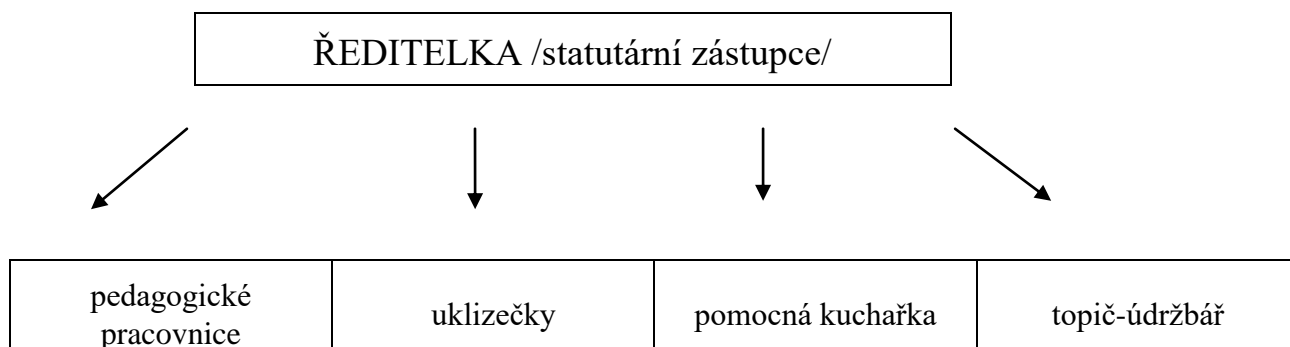 ŘEDITELKA /statutární zástupce/
pedagogické
pracovnice
uklizečky
pomocná kuchařka
topič-údržbář